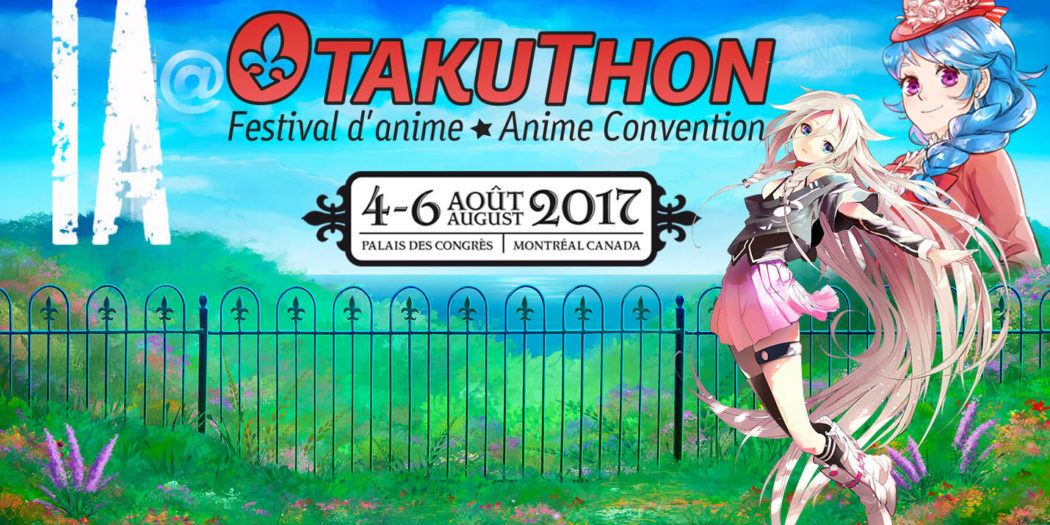 IA
@ OTAKUTHON
Festival d'anime ★ Anime Convention
4-6 AOÛT AUGUST 2017
PALAIS DES CONGRÈS | MONTRÉAL CANADA